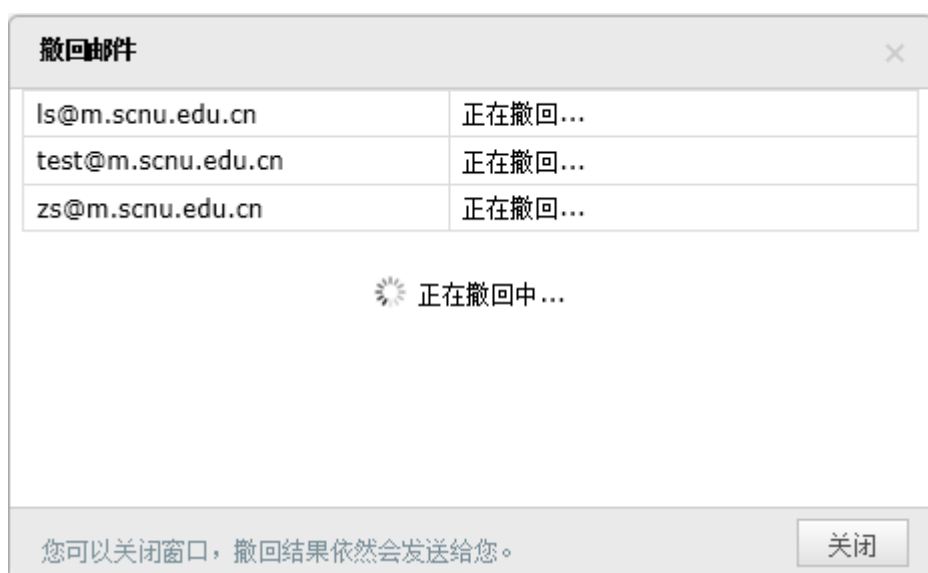 撤回邮件
ls@m.scnu.edu.cn 正在撤回...
test@m.scnu.edu.cn 正在撤回...
zs@m.scnu.edu.cn 正在撤回...
正在撤回中...
您可以关闭窗口，撤回结果依然会发送给您。 关闭